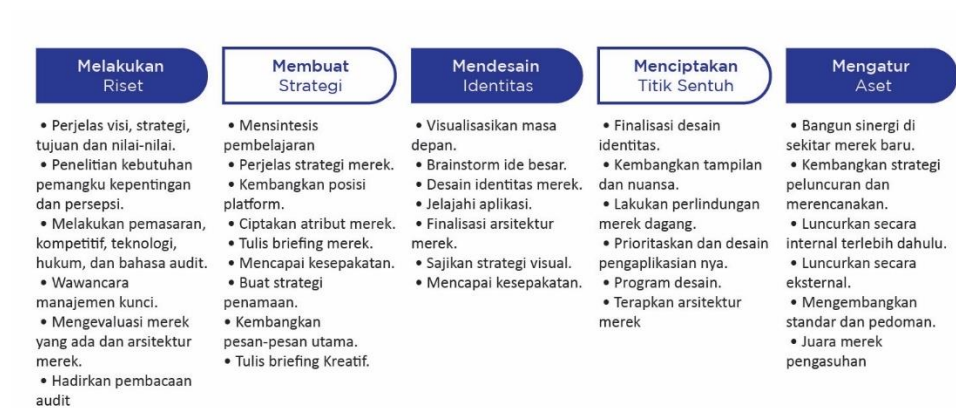 Melakukan
Riset
• Perjelas visi, strategi,
tujuan dan nilai-nilai.
• Penelitian kebutuhan
pemangku kepentingan
dan persepsi.
• Melakukan pemasaran,
kompetitif, teknologi,
hukum, dan bahasa audit.
• Wawancara
manajemen kunci.
• Mengevaluasi merek
yang ada dan arsitektur
merek.
• Hadirkan pembacaan
audit
Membuat
Strategi
• Mensintesis
pembelajaran
• Perjelas strategi merek.
• Kembangkan posisi
platform.
• Ciptakan atribut merek.
• Tulis briefing merek.
• Mencapai kesepakatan.
• Buat strategi
penamaan.
• Kembangkan
pesan-pesan utama.
• Tulis briefing Kreatif.
Mendesain
Identitas
• Visualisasikan masa
depan.
• Brainstorm ide besar.
• Desain identitas merek.
• Jelajahi aplikasi.
• Finalisasi arsitektur
merek.
• Sajikan strategi visual.
• Mencapai kesepakatan.
Menciptakan
Titik Sentuh
• Finalisasi desain
identitas.
• Kembangkan tampilan
dan nuansa.
• Lakukan perlindungan
merek dagang.
• Prioritaskan dan desain
pengaplikasian nya.
• Program desain.
• Terapkan arsitektur
merek
Mengatur
Aset
• Bangun sinergi di
sekitar merek baru.
• Kembangkan strategi
peluncuran dan
merencanakan.
• Luncurkan secara
internal terlebih dahulu.
• Luncurkan secara
eksternal.
• Mengembangkan
standar dan pedoman.
• Juara merek
pengasuhan